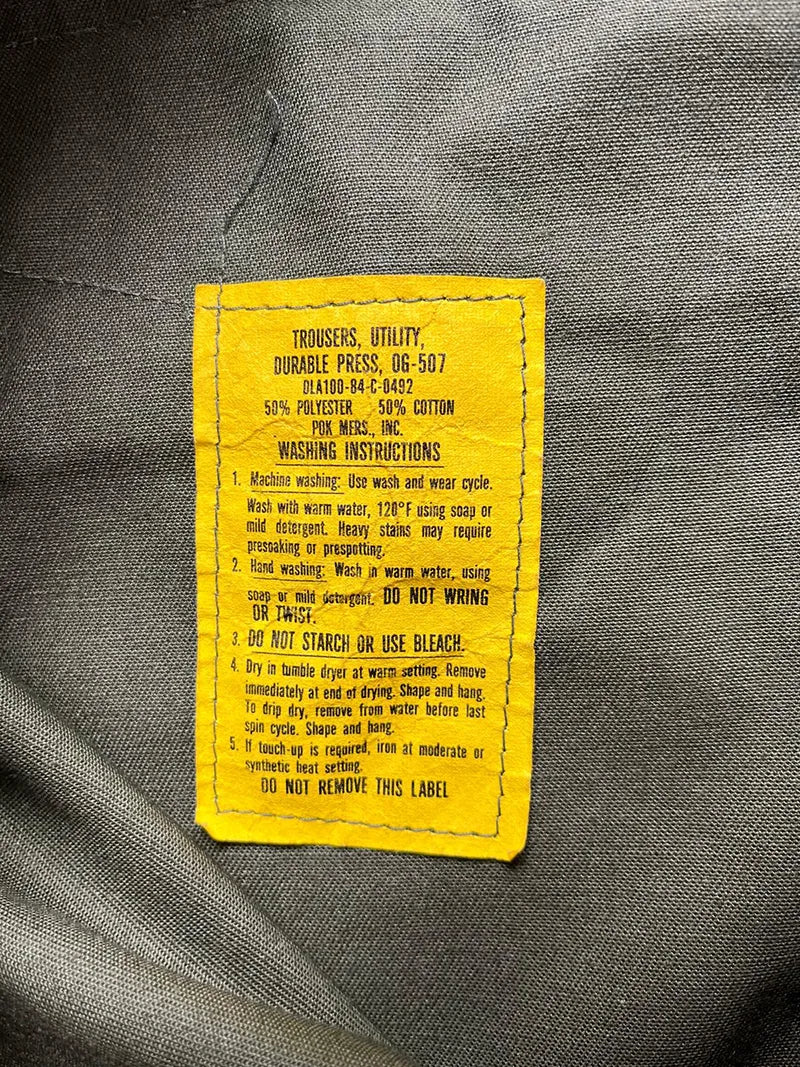 TROUSERS, UTILITY,
DURABLE PRESS, OG-507
DLA100-84-C-0492
50% POLYESTER 50% COTTON
POK MERS., INC.
WASHING INSTRUCTIONS
1. Machine washing: Use wash and wear cycle.
Wash with warm water, 120°F using soap or
mild detergent. Heavy stains may require
presoaking or prespotting.
2. Hand washing: Wash in warm water, using
soap or mild detergent. DO NOT WRING
OR TWIST.
3. DO NOT STARCH OR USE BLEACH.
4. Dry in tumble dryer at warm setting. Remove
immediately at end of drying. Shape and hang.
To drip dry, remove from water before last
spin cycle. Shape and hang.
5. If touch-up is required, iron at moderate or
synthetic heat setting.
DO NOT REMOVE THIS LABEL